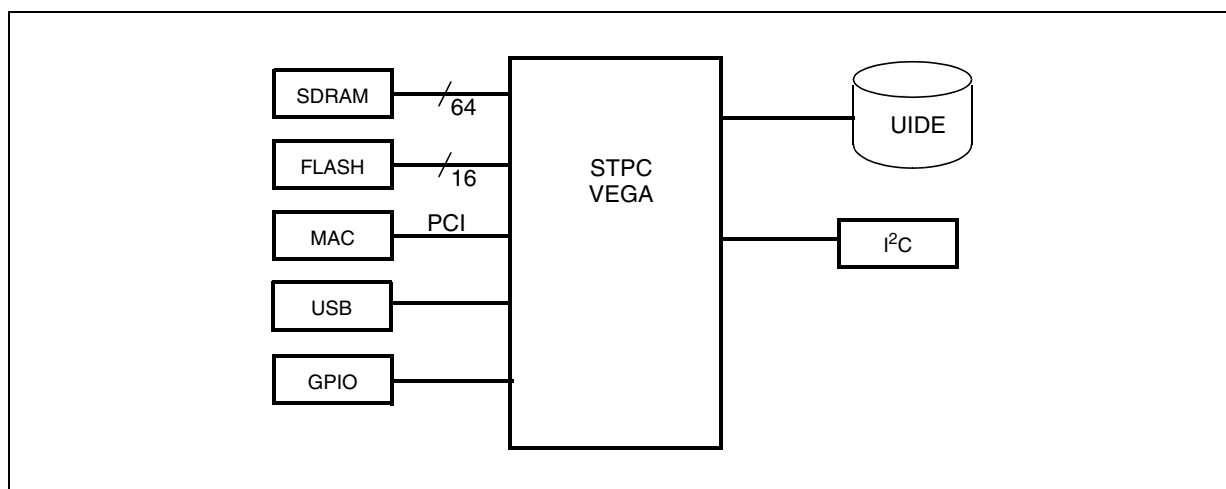 SDRAM
64
FLASH
16
MAC
PCI
USB
GPIO
STPC
VEGA
UIDE
I²C